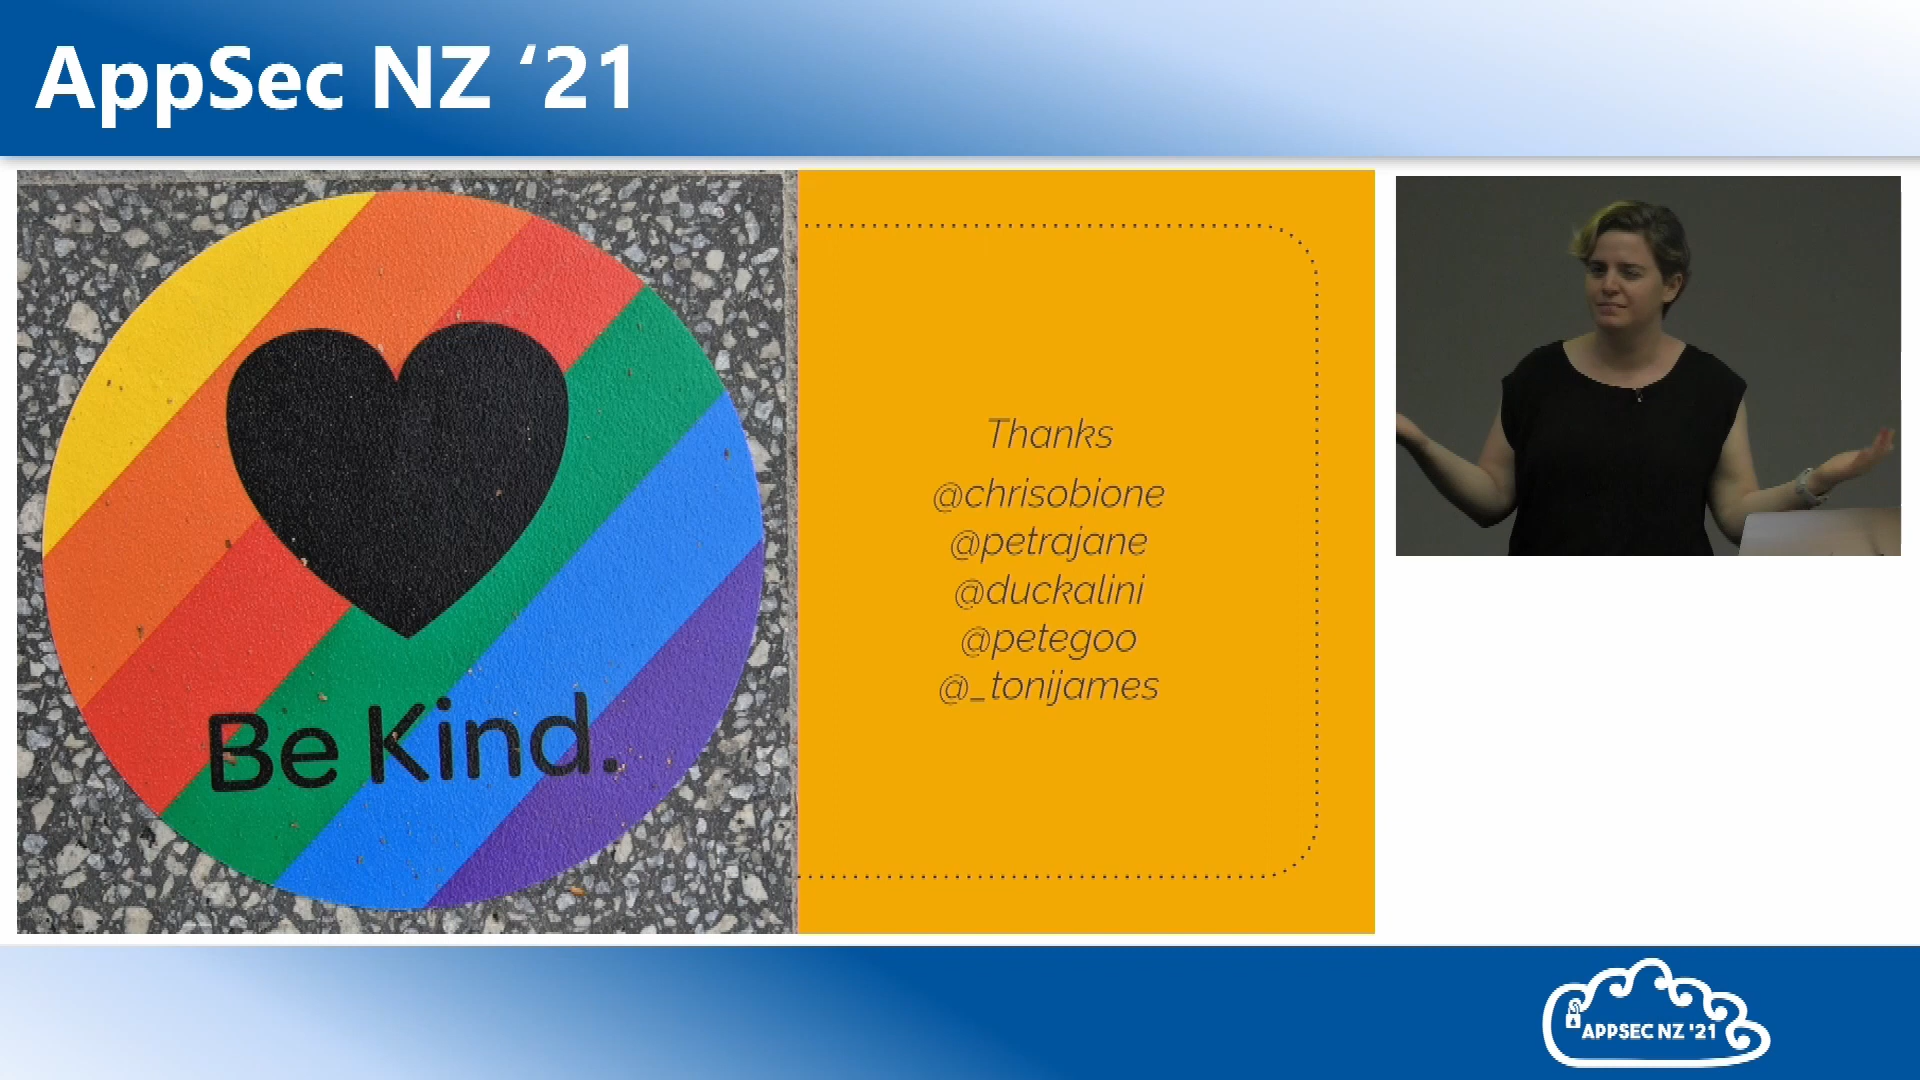 AppSec NZ ‘21
Be Kind.
Thanks
@chrisobione
@petrajane
@duckalini
@petegoo
@_tonijames
APPSEC NZ '21